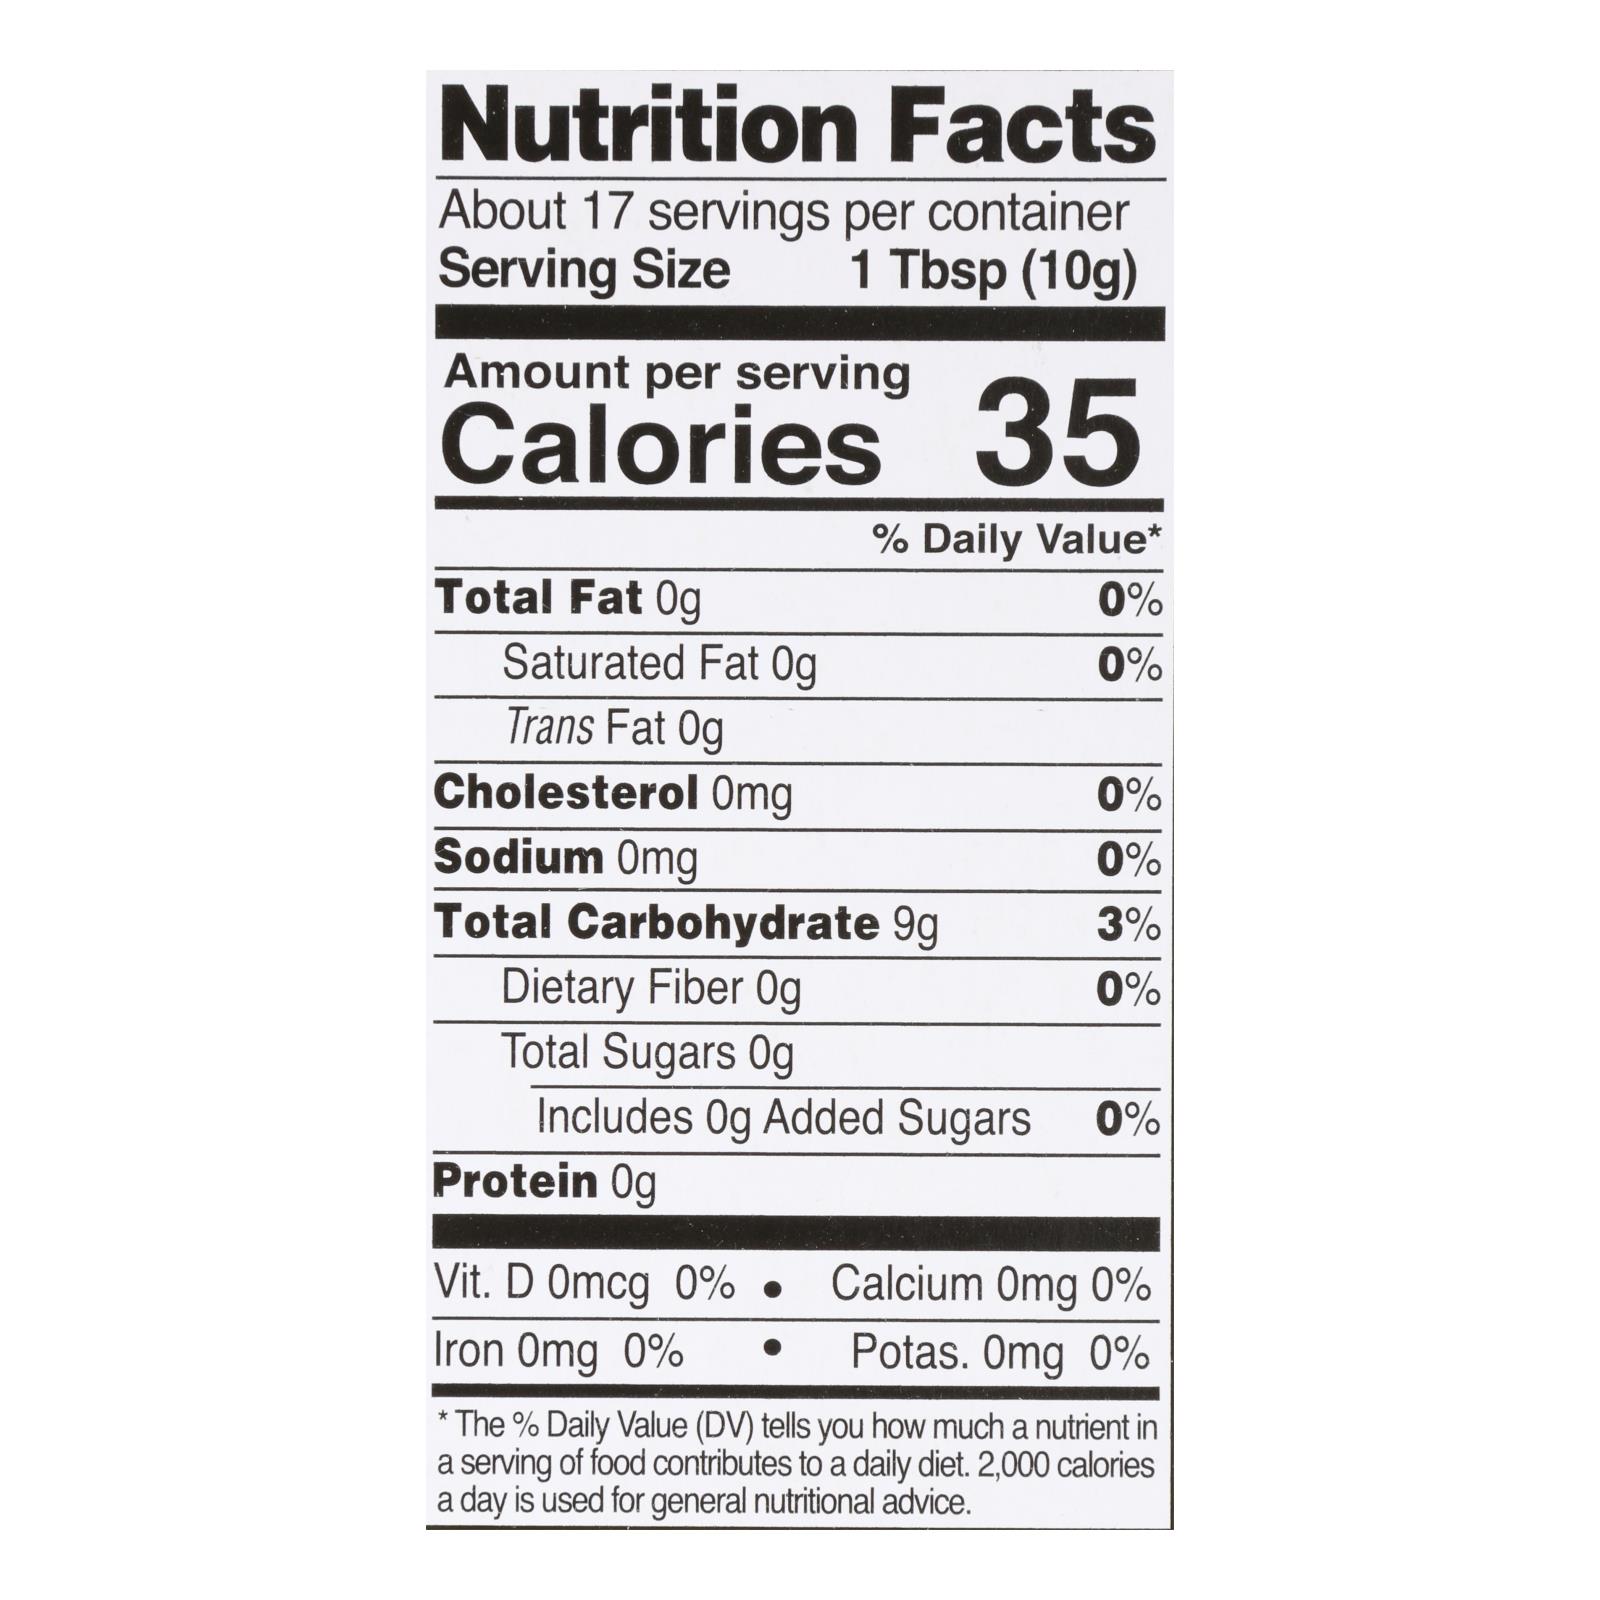 Nutrition Facts
About 17 servings per container
Serving Size 1 Tbsp (10g)
Amount per serving
Calories 35
% Daily Value*
Total Fat 0g 0%
Saturated Fat 0g 0%
Trans Fat 0g
Cholesterol 0mg 0%
Sodium 0mg 0%
Total Carbohydrate 9g 3%
Dietary Fiber 0g 0%
Total Sugars 0g
Includes 0g Added Sugars 0%
Protein 0g
Vit. D 0mcg 0% • Calcium 0mg 0%
Iron 0mg 0% • Potas. 0mg 0%
* The % Daily Value (DV) tells you how much a nutrient in
a serving of food contributes to a daily diet. 2,000 calories
a day is used for general nutritional advice.